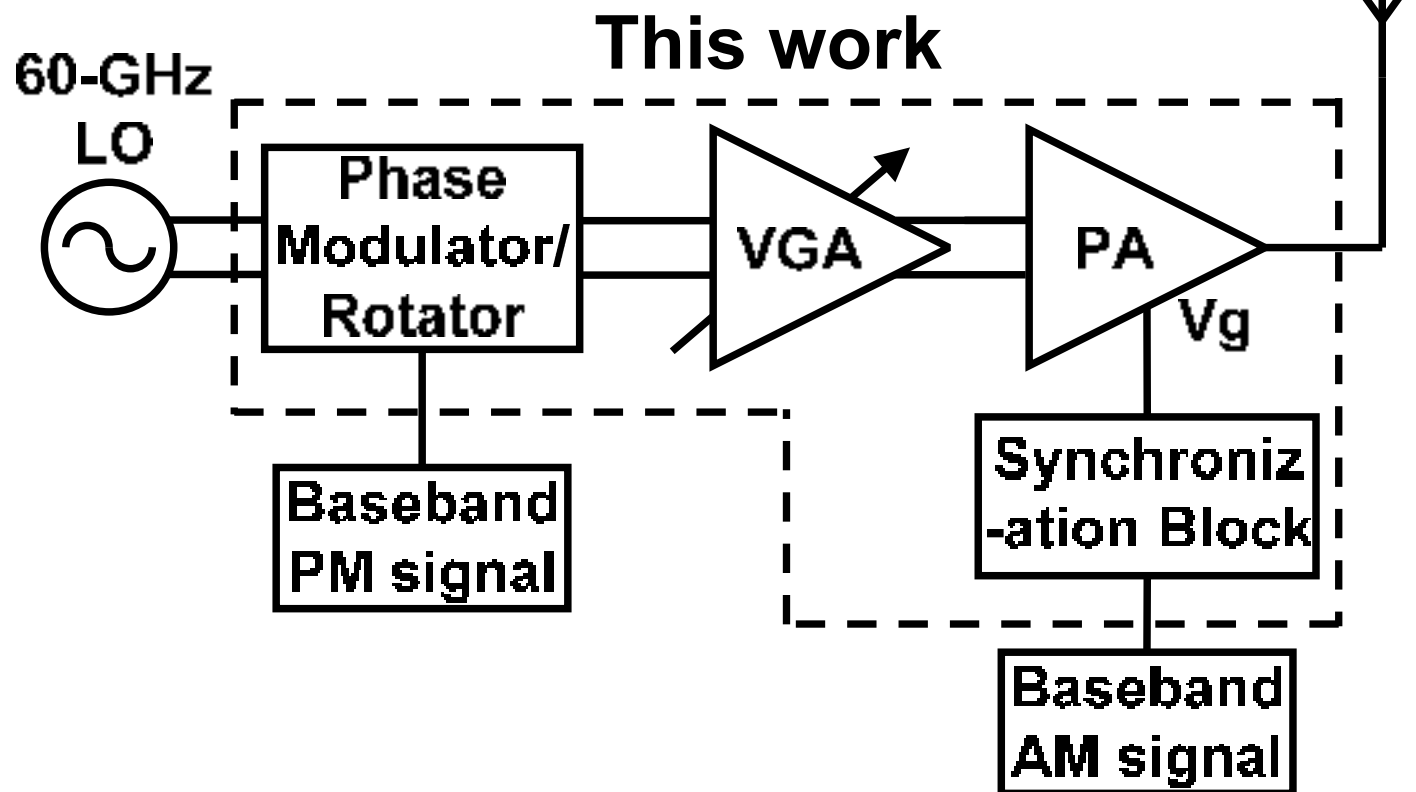 This work
60-GHz
LO
Phase
Modulator/
Rotator
VGA
PA
Vg
Baseband
PM signal
Synchroniz
-ation Block
Baseband
AM signal